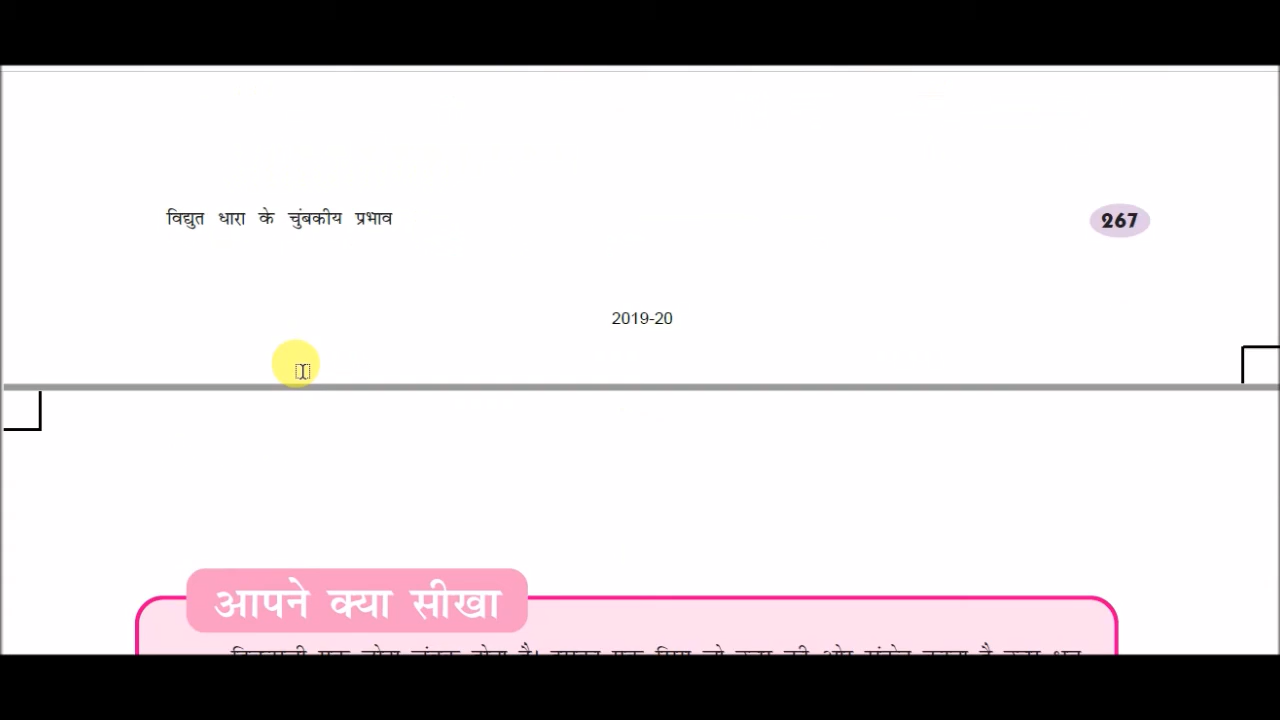 विद्युत धारा के चुंबकीय प्रभाव
267
2019-20
आपने क्या सीखा